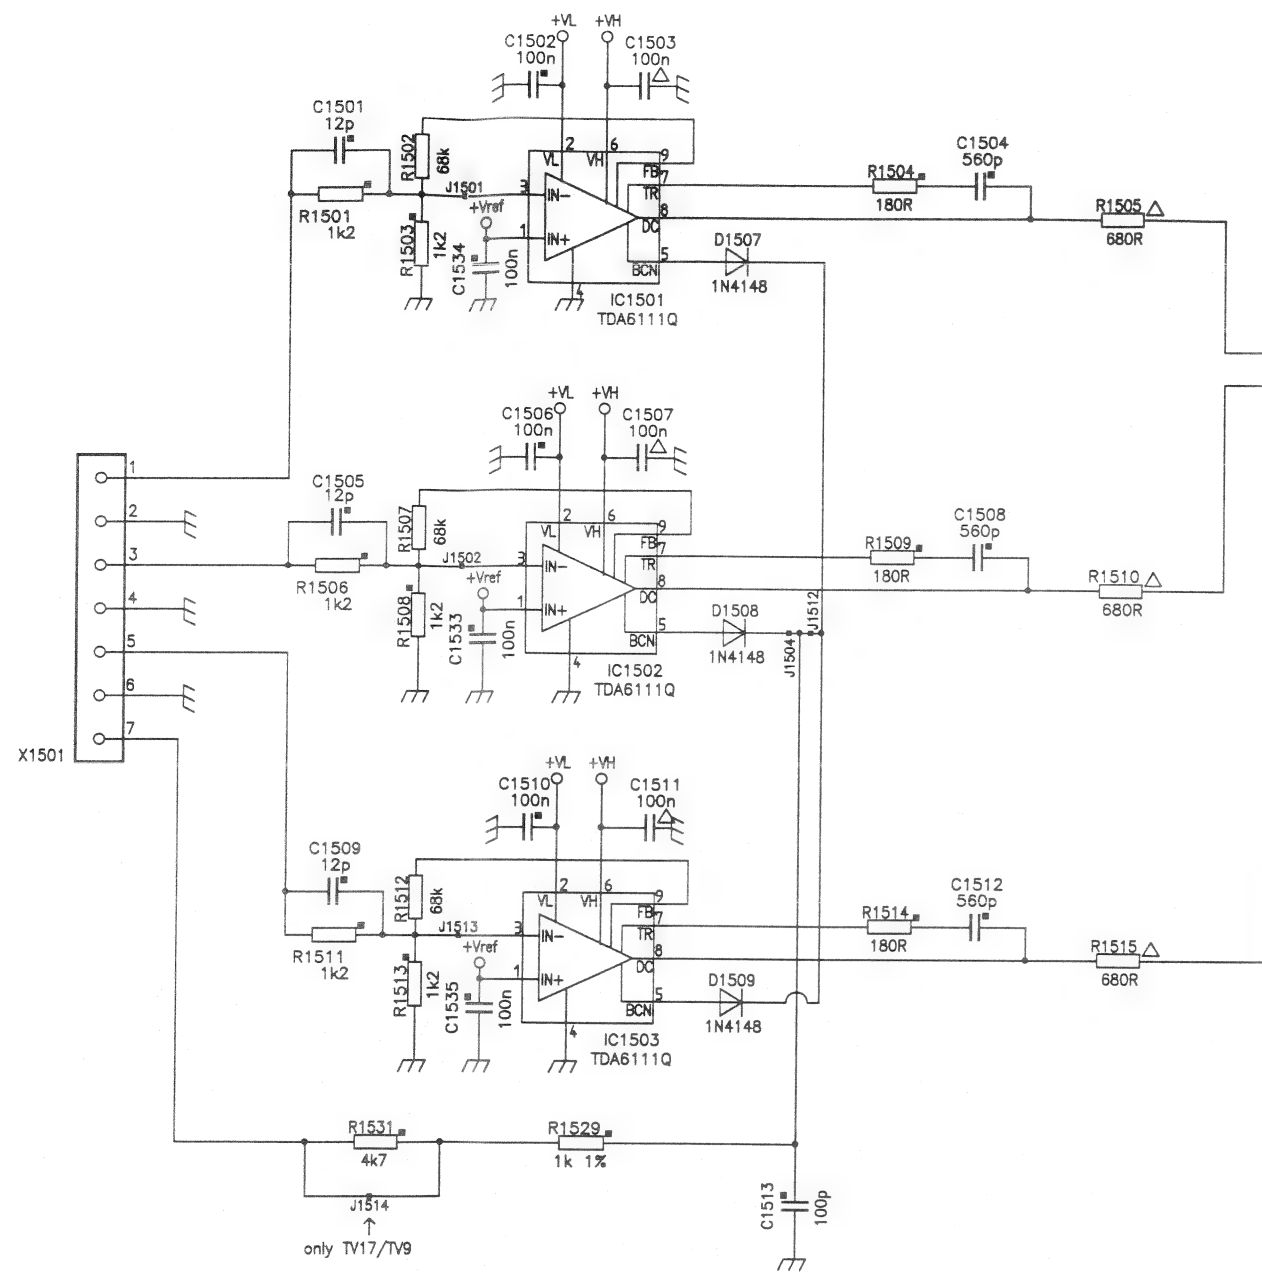 +VL
+VH
C1502
100n
C1503
100n
C1501
12p
R1502
68k
2
6
VL
VH
9
FB
7
TR
R1504
180R
C1504
560p
R1501
1k2
J1501
3
IN-
+Vref
R1503
1k2
1
IN+
8
DC
R1505
680R
C1534
100n
5
BCN
D1507
1N4148
4
IC1501
TDA6111Q
+VL
+VH
C1506
100n
C1507
100n
1
2
3
4
5
6
7
X1501
C1505
12p
R1507
68k
2
6
VL
VH
9
FB
7
TR
R1509
180R
C1508
560p
R1506
1k2
J1502
3
IN-
+Vref
R1508
1k2
1
IN+
8
DC
R1510
680R
C1533
100n
5
BCN
D1508
1N4148
J1504
J1512
4
IC1502
TDA6111Q
+VL
+VH
C1510
100n
C1511
100n
C1509
12p
R1512
68k
2
6
VL
VH
9
FB
7
TR
R1514
180R
C1512
560p
R1511
1k2
J1513
3
IN-
+Vref
R1513
1k2
1
IN+
8
DC
R1515
680R
C1535
100n
5
BCN
D1509
1N4148
4
IC1503
TDA6111Q
R1531
4k7
R1529
1k 1%
J1514
only TV17/TV9
C1513
100p